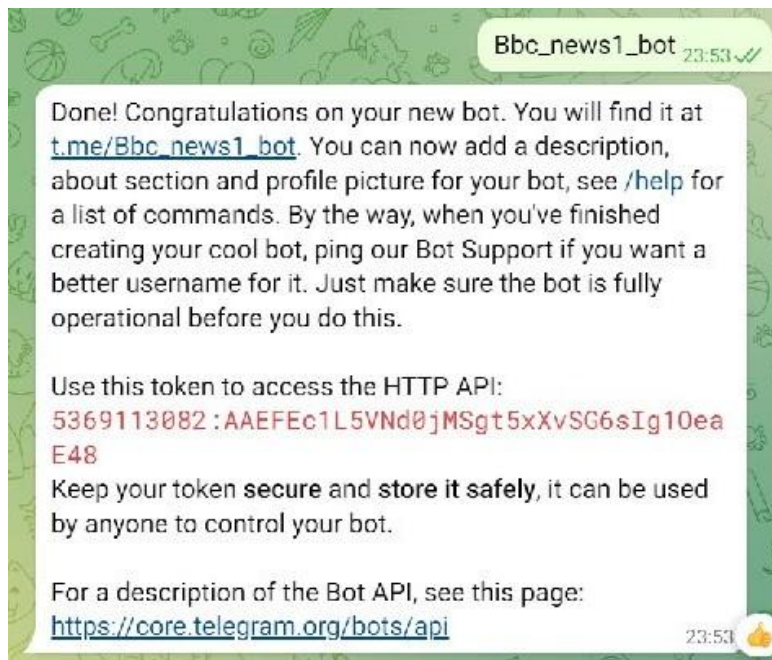 Bbc_news1_bot 23:53
Done! Congratulations on your new bot. You will find it at
t.me/Bbc_news1_bot. You can now add a description,
about section and profile picture for your bot, see /help for
a list of commands. By the way, when you've finished
creating your cool bot, ping our Bot Support if you want a
better username for it. Just make sure the bot is fully
operational before you do this.
Use this token to access the HTTP API:
5369113082:AAEFEc1L5VNd0jMSgt5xXvSG6sIg1Oea
E48
Keep your token secure and store it safely, it can be used
by anyone to control your bot.
For a description of the Bot API, see this page:
https://core.telegram.org/bots/api
23:53